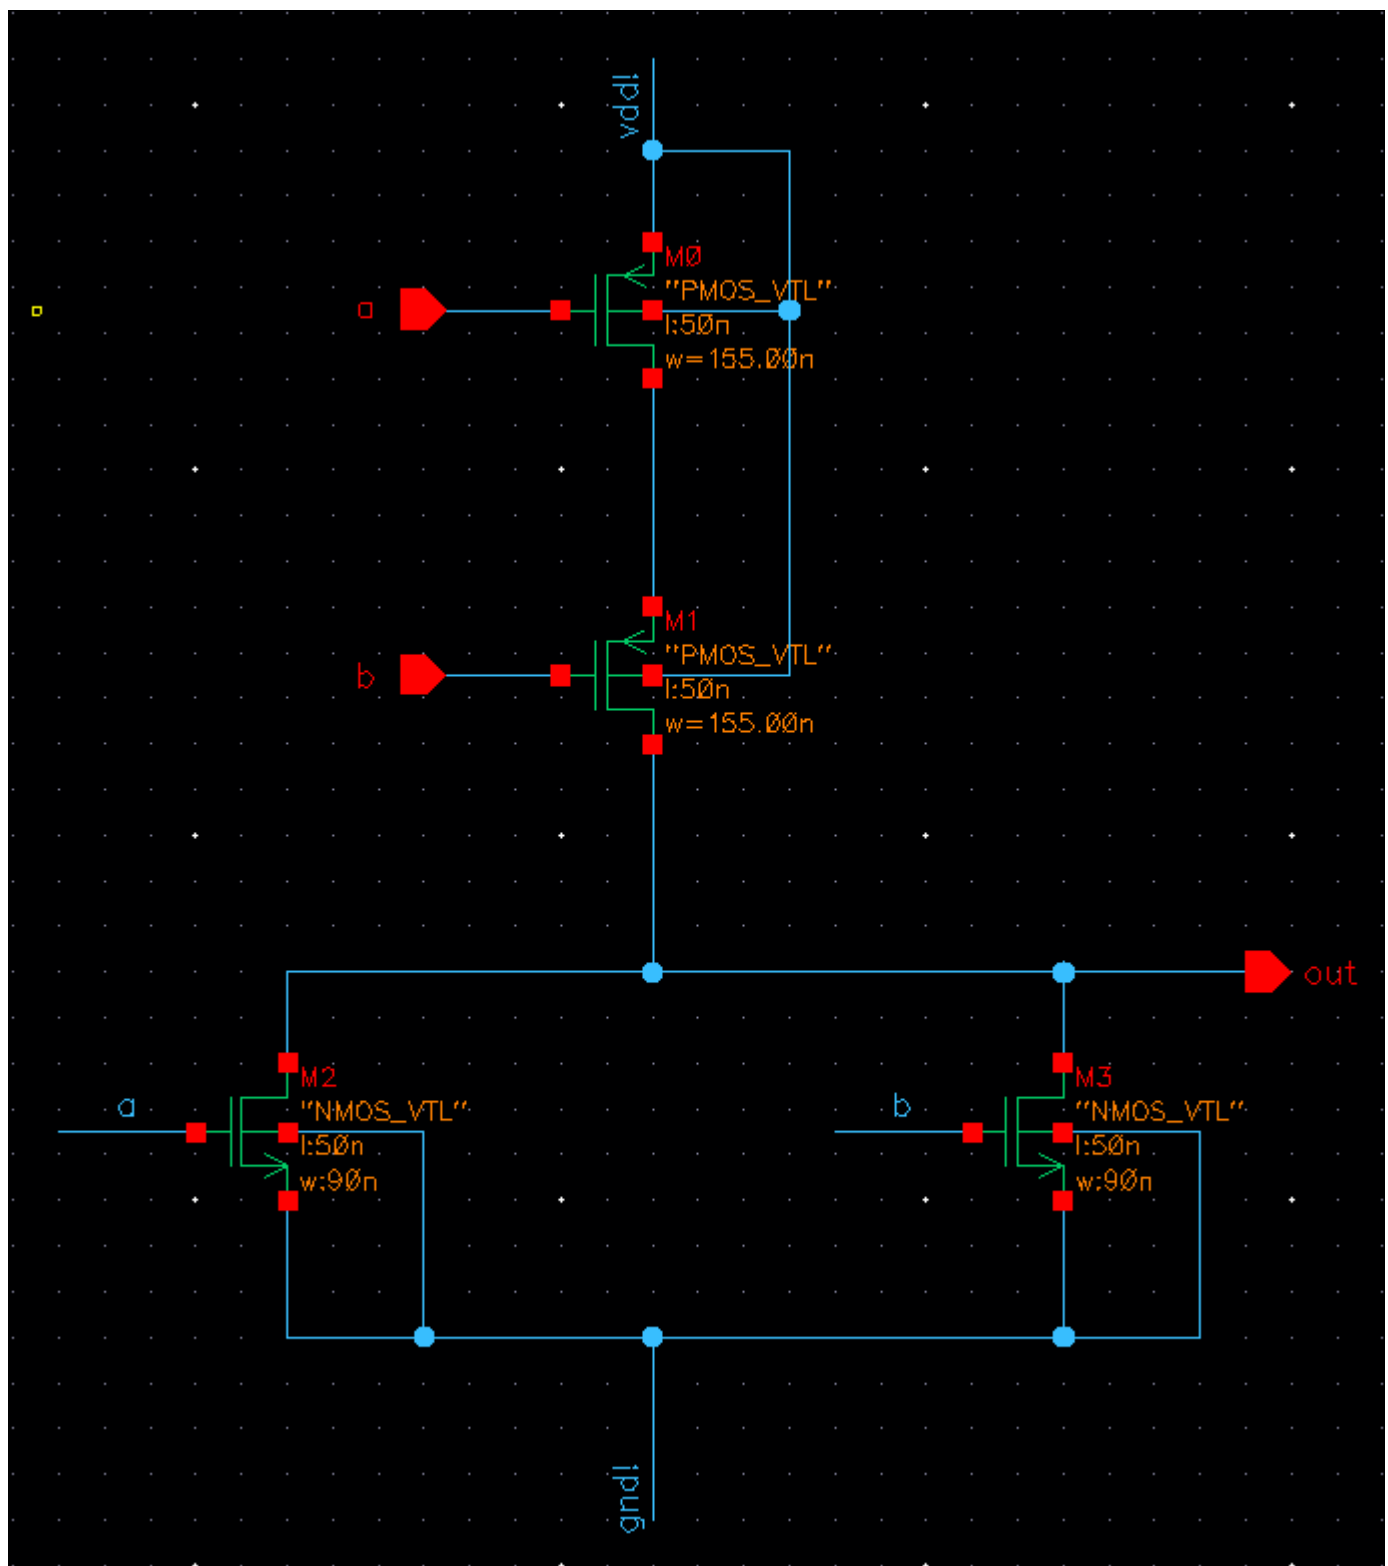 vdd!
M0
"PMOS_VTL"
a
l:50n
w=155.00n
M1
"PMOS_VTL"
b
l:50n
w=155.00n
out
M2
a
"NMOS_VTL"
l:50n
w:90n
M3
b
"NMOS_VTL"
l:50n
w:90n
gnd!